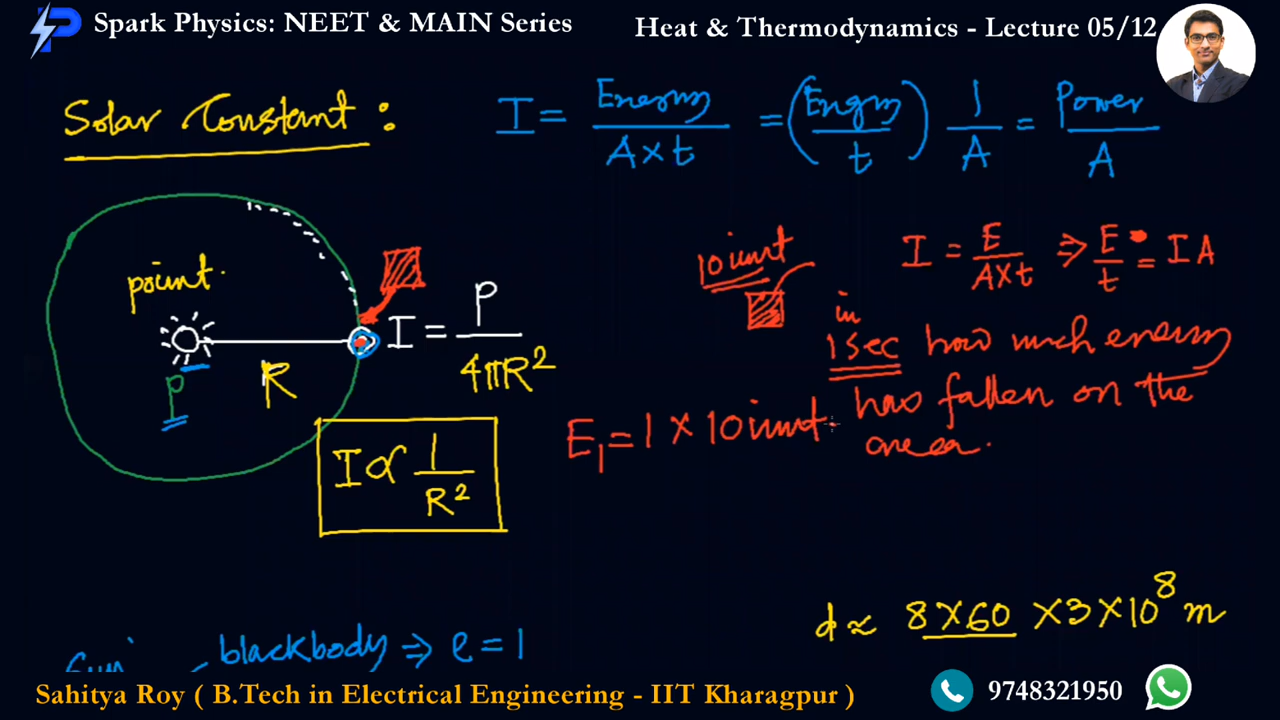 Spark Physics: NEET & MAIN Series
Heat & Thermodynamics - Lecture 05/12
Solar Constant :
I = Energy / A × t = (Energy / t) 1 / A = Power / A
point.
P
R
I = P / 4πR²
I ∝ 1 / R²
10 unit
I = E / A×t ⇒ E / t = IA
in
1 sec how much energy
has fallen on the
area.
E₁ = 1 × 10 unit
d ≈ 8×60 ×3×10⁸ m
blackbody ⇒ e = 1
Sahitya Roy ( B.Tech in Electrical Engineering - IIT Kharagpur )
9748321950